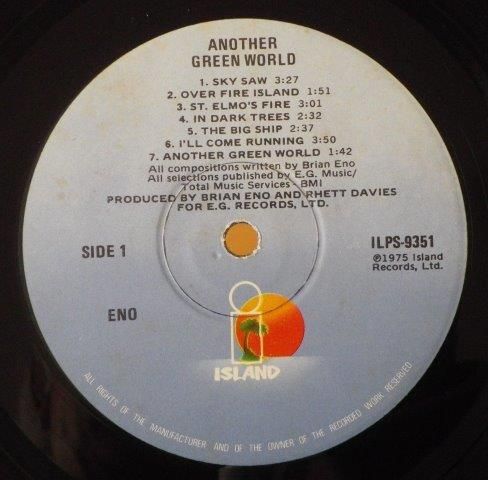 ANOTHER
GREEN WORLD
1. SKY SAW 3:27
2. OVER FIRE ISLAND 1:51
3. ST. ELMO'S FIRE 3:01
4. IN DARK TREES 2:32
5. THE BIG SHIP 2:37
6. I'LL COME RUNNING 3:50
7. ANOTHER GREEN WORLD 1:42
All compositions written by Brian Eno
All selections published by E.G. Music/
Total Music Services - BMI
PRODUCED BY BRIAN ENO AND RHETT DAVIES
FOR E.G. RECORDS, LTD.
SIDE 1
ILPS-9351
℗1975 Island
Records, Ltd.
ENO
i
ISLAND
ALL RIGHTS OF THE MANUFACTURER AND OF THE OWNER OF THE RECORDED WORK RESERVED